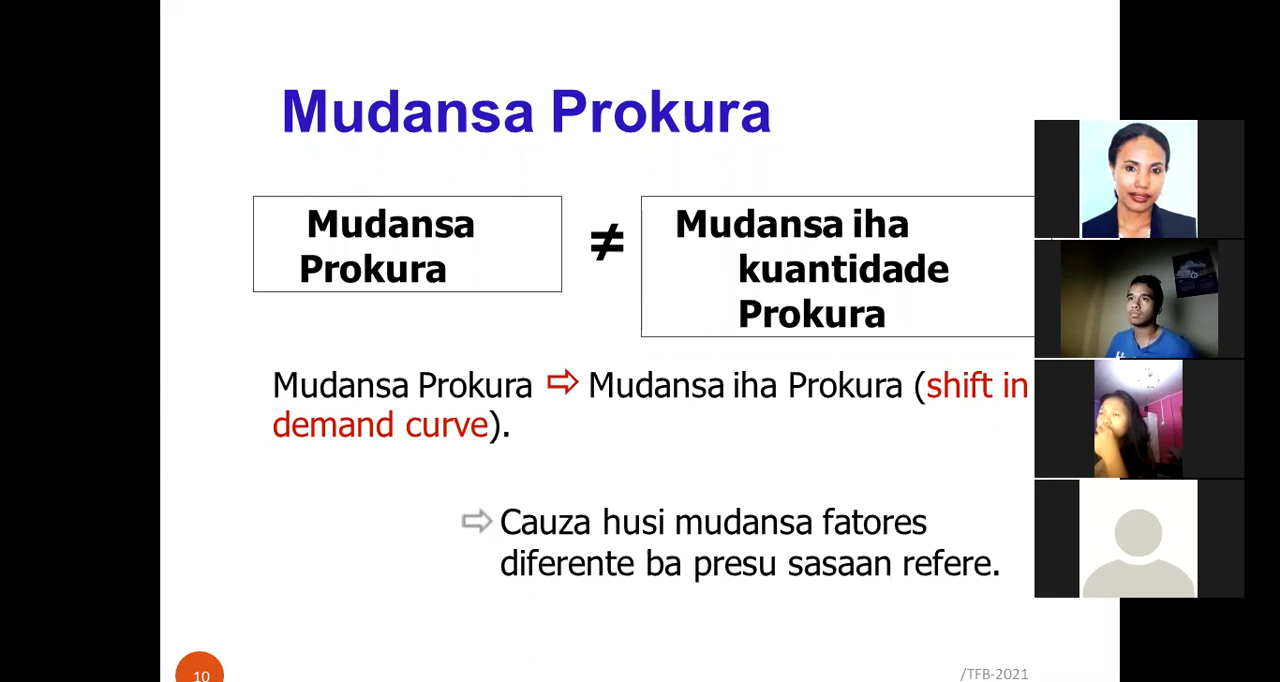 Mudansa Prokura
Mudansa
Prokura
≠
Mudansa iha
kuantidade
Prokura
Mudansa Prokura ⇨ Mudansa iha Prokura (shift in
demand curve).
⇨ Cauza husi mudansa fatores
diferente ba presu sasaan refere.
10
/TFB-2021